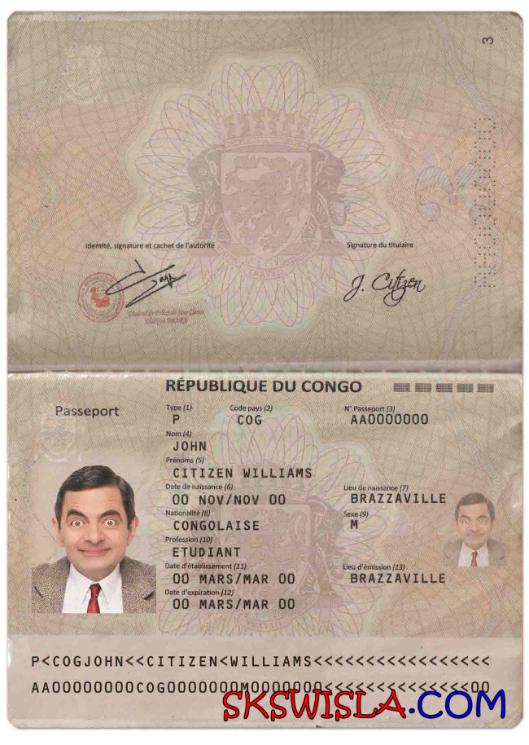 3
Identité, signature et cachet de l'autorité
Signature du titulaire
J. Citizen
RÉPUBLIQUE DU CONGO
Passeport
Type (1) Code pays (2) N° Passeport (3)
P COG AA0000000
Nom (4)
JOHN
Prénoms (5)
CITIZEN WILLIAMS
Date de naissance (6) Lieu de naissance (7)
00 NOV/NOV 00 BRAZZAVILLE
Nationalité (8) Sexe (9)
CONGOLAISE M
Profession (10)
ETUDIANT
Date d'établissement (11) Lieu d'émission (13)
00 MARS/MAR 00 BRAZZAVILLE
Date d'expiration (12)
00 MARS/MAR 00
P<COGJOHN<<CITIZEN<WILLIAMS<<<<<<<<<<<<<<<<<
AA00000000COG0000000M0000000<<<<<<<<<<<<<<00
SKSWISLA.COM